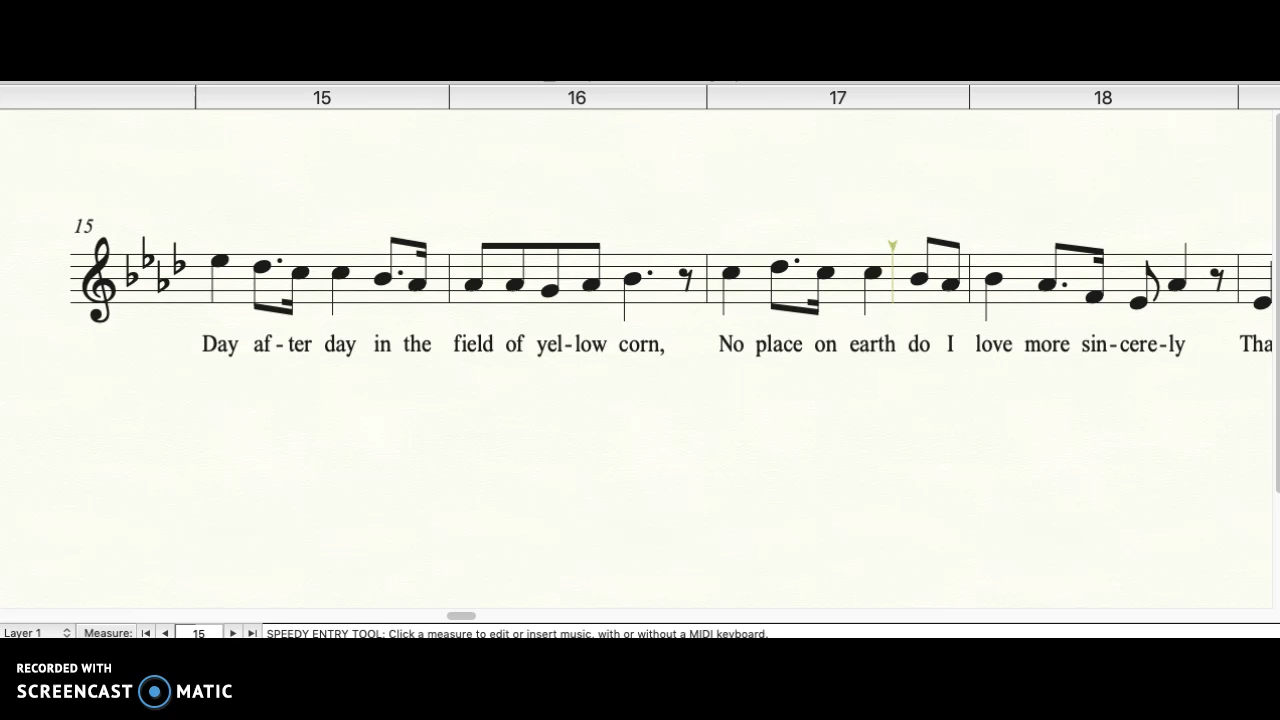 15 16 17 18
15
Day af - ter day in the field of yel - low corn, No place on earth do I love more sin - cere - ly Tha
Layer 1 Measure: 15 SPEEDY ENTRY TOOL: Click a measure to edit or insert music, with or without a MIDI keyboard.
RECORDED WITH
SCREENCAST MATIC